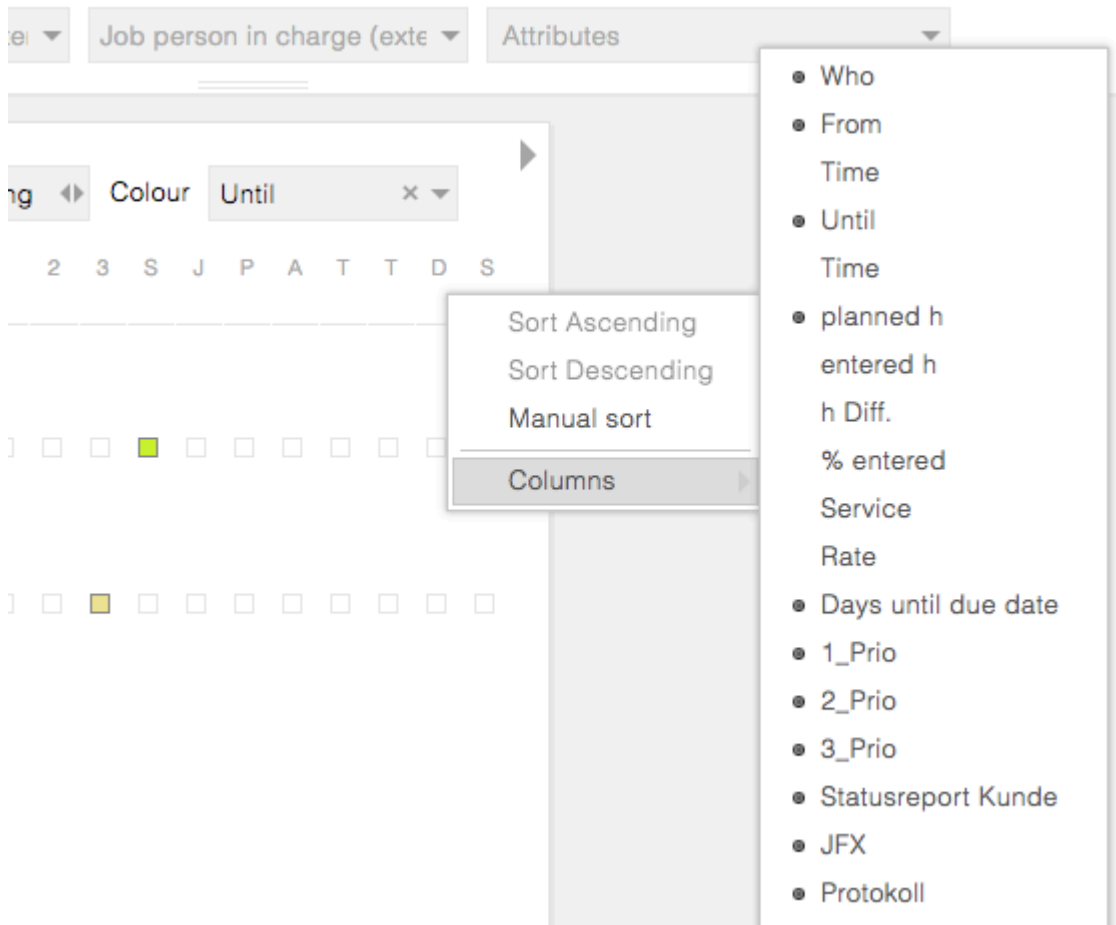 Job person in charge (exte
Attributes
ng
Colour
Until
2 3 S J P A T T D S
Sort Ascending
Sort Descending
Manual sort
Columns
Who
From
Time
Until
Time
planned h
entered h
h Diff.
% entered
Service
Rate
Days until due date
1_Prio
2_Prio
3_Prio
Statusreport Kunde
JFX
Protokoll